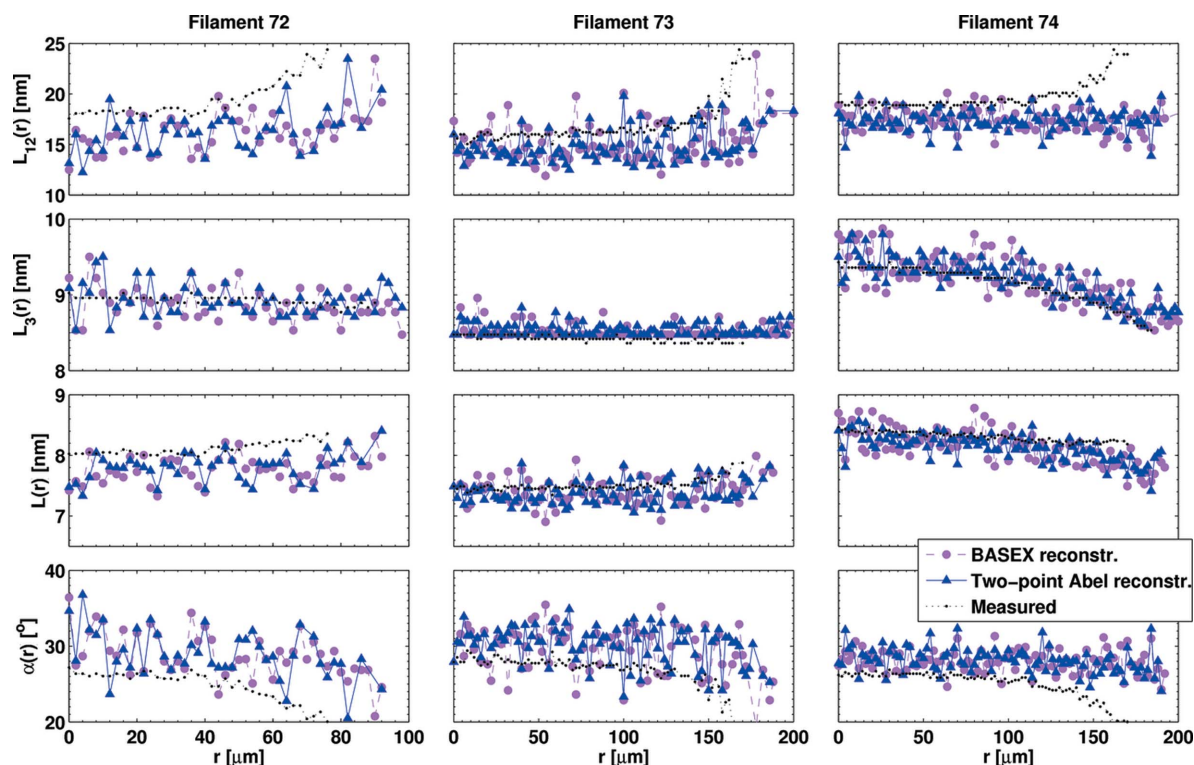 Filament 72
Filament 73
Filament 74
L12(r) [nm]
25
20
15
10
L3(r) [nm]
10
9
8
L(r) [nm]
9
8
7
α(r) [°]
40
30
20
BASEX reconstr.
Two-point Abel reconstr.
Measured
0 20 40 60 80 100
0 50 100 150 200
0 50 100 150 200
r [μm]
r [μm]
r [μm]